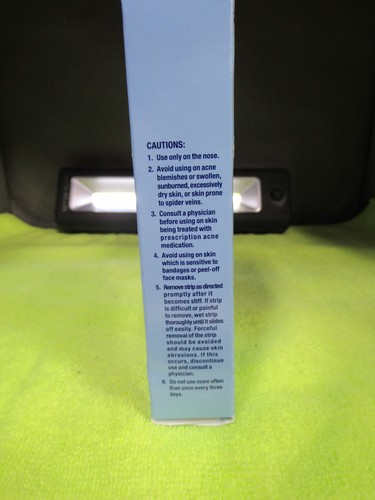 CAUTIONS:
1. Use only on the nose.
2. Avoid using on acne
blemishes or swollen,
sunburned, excessively
dry skin, or skin prone
to spider veins.
3. Consult a physician
before using on skin
being treated with
prescription acne
medication.
4. Avoid using on skin
which is sensitive to
bandages or peel-off
face masks.
5. Remove strip as directed
promptly after it
becomes stiff. If strip
is difficult or painful
to remove, wet strip
thoroughly until it slides
off easily. Forceful
removal of the strip
should be avoided
and may cause skin
abrasions. If this
occurs, discontinue
use and consult a
physician.
6. Do not use more often
than once every three
days.